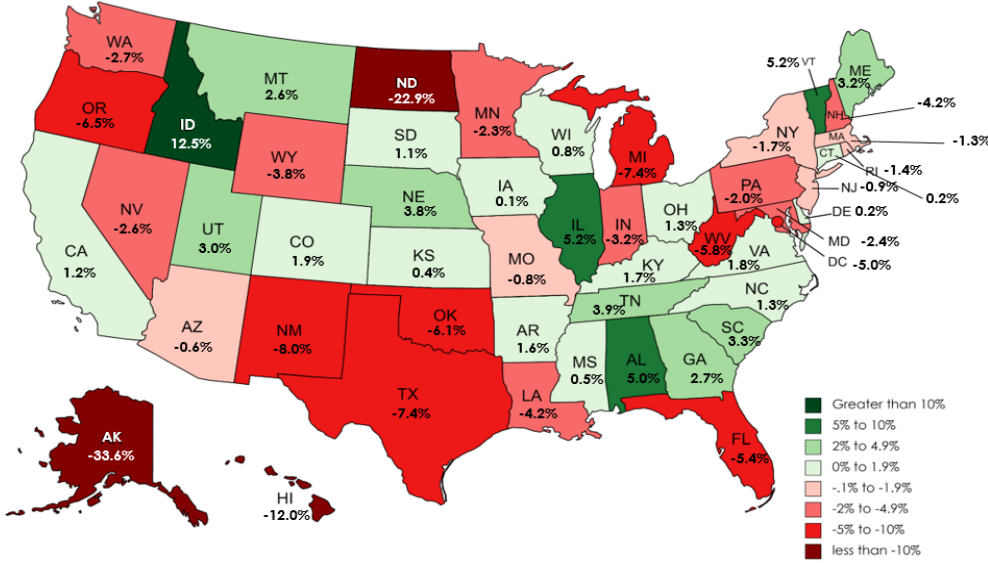 WA
-2.7%
OR
-6.5%
ID
12.5%
MT
2.6%
ND
-22.9%
MN
-2.3%
SD
1.1%
WI
0.8%
MI
-7.4%
WY
-3.8%
NE
3.8%
IA
0.1%
IL
5.2%
IN
-3.2%
OH
1.3%
PA
-2.0%
NY
-1.7%
5.2% VT
ME
3.2%
NH
-4.2%
MA
-1.3%
CT
RI -1.4%
0.2%
NJ -0.9%
DE 0.2%
MD -2.4%
DC -5.0%
WV
-5.8%
VA
1.8%
KY
1.7%
NC
1.3%
TN
3.9%
SC
3.3%
GA
2.7%
AL
5.0%
MS
0.5%
LA
-4.2%
AR
1.6%
MO
-0.8%
KS
0.4%
OK
-6.1%
TX
-7.4%
NM
-8.0%
CO
1.9%
UT
3.0%
NV
-2.6%
CA
1.2%
AZ
-0.6%
FL
-5.4%
AK
-33.6%
HI
-12.0%
Greater than 10%
5% to 10%
2% to 4.9%
0% to 1.9%
-.1% to -1.9%
-2% to -4.9%
-5% to -10%
less than -10%